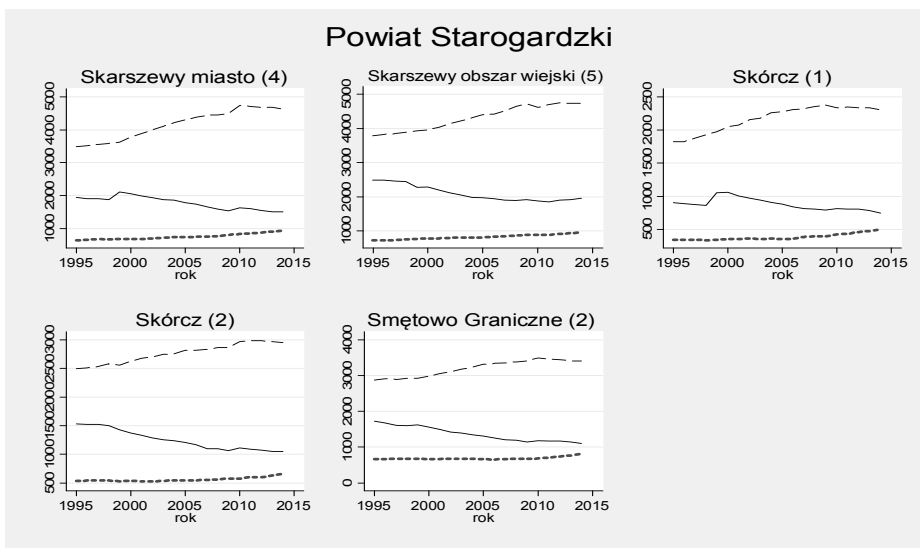 Powiat Starogardzki
Skarszewy miasto (4)
5000
4000
3000
2000
1000
1995 2000 2005 2010 2015
rok
Skarszewy obszar wiejski (5)
5000
4000
3000
2000
1000
1995 2000 2005 2010 2015
rok
Skórcz (1)
2500
2000
1500
1000
500
1995 2000 2005 2010 2015
rok
Skórcz (2)
3000
2500
2000
1500
1000
500
1995 2000 2005 2010 2015
rok
Smętowo Graniczne (2)
4000
3000
2000
1000
0
1995 2000 2005 2010 2015
rok